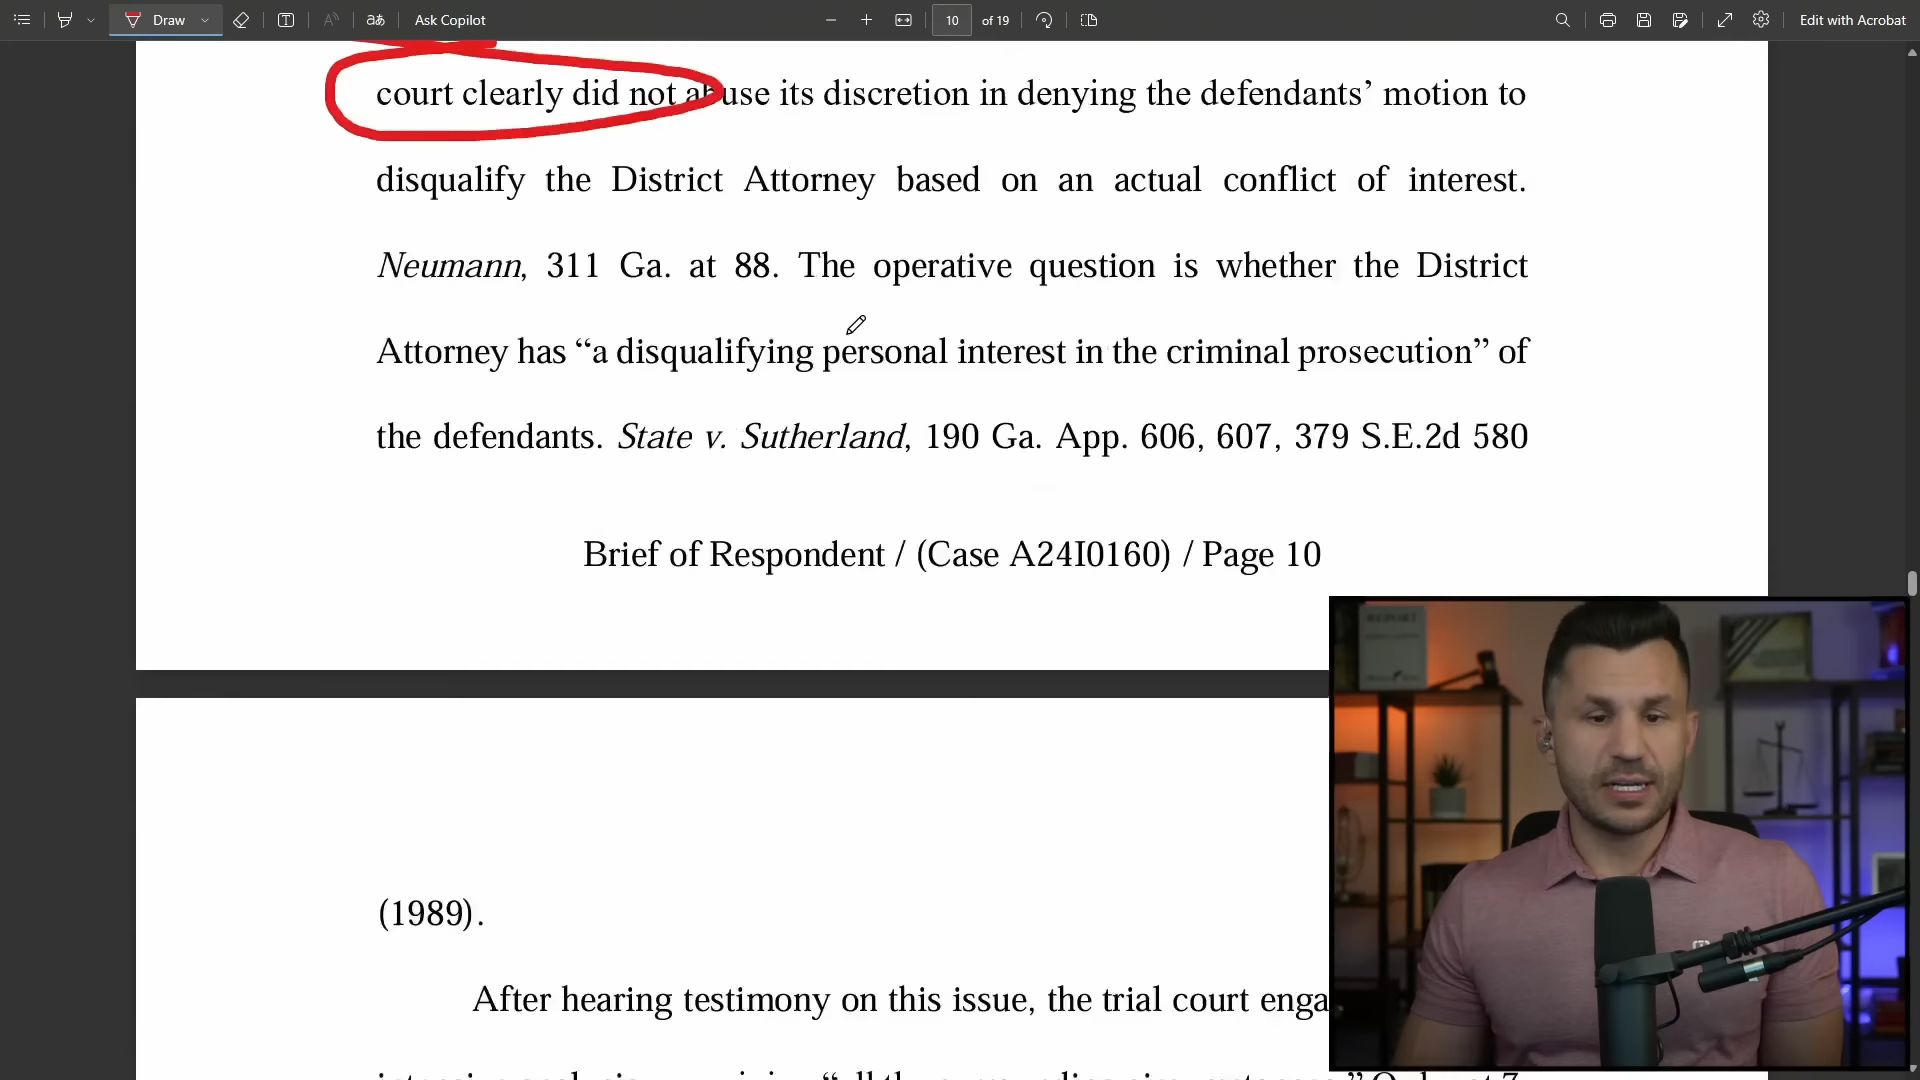 Draw
aあ
Ask Copilot
10
of 19
Edit with Acrobat
court clearly did not abuse its discretion in denying the defendants’ motion to
disqualify the District Attorney based on an actual conflict of interest.
Neumann, 311 Ga. at 88. The operative question is whether the District
Attorney has “a disqualifying personal interest in the criminal prosecution” of
the defendants. State v. Sutherland, 190 Ga. App. 606, 607, 379 S.E.2d 580
Brief of Respondent / (Case A24I0160) / Page 10
(1989).
After hearing testimony on this issue, the trial court enga